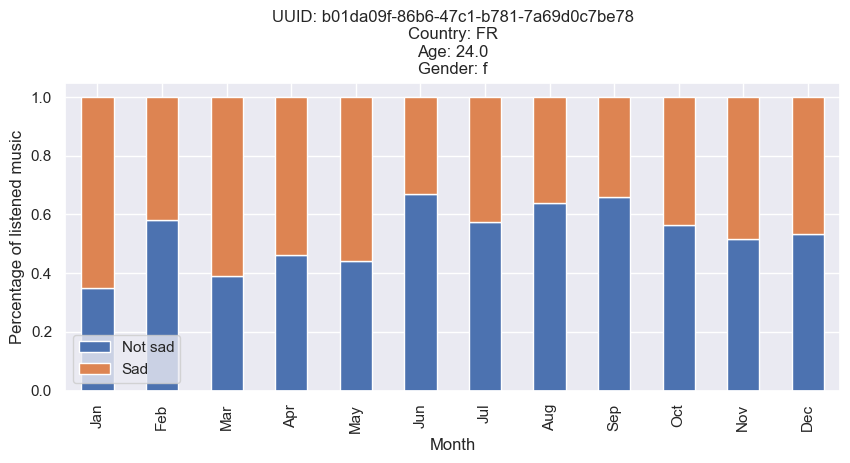 UUID: b01da09f-86b6-47c1-b781-7a69d0c7be78
Country: FR
Age: 24.0
Gender: f
Percentage of listened music
1.0
0.8
0.6
0.4
0.2
0.0
Not sad
Sad
Jan Feb Mar Apr May Jun Jul Aug Sep Oct Nov Dec
Month